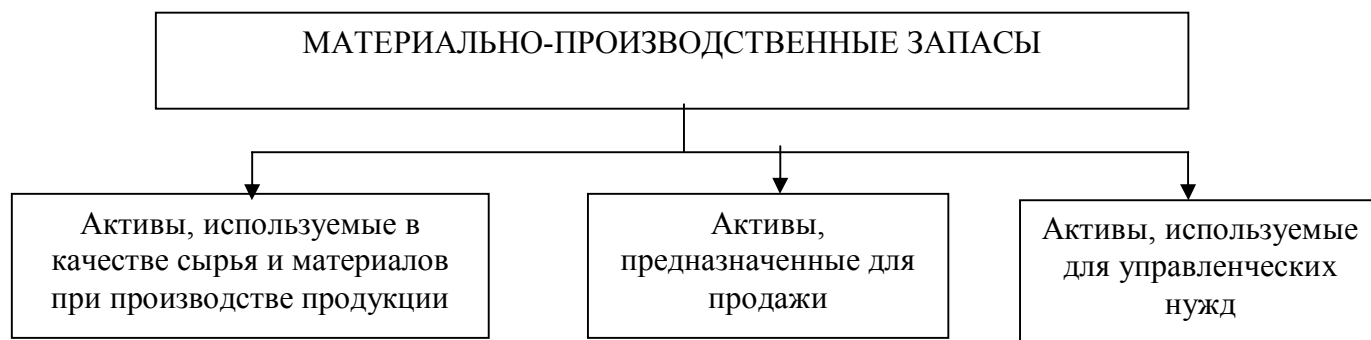 МАТЕРИАЛЬНО-ПРОИЗВОДСТВЕННЫЕ ЗАПАСЫ
Активы, используемые в
качестве сырья и материалов
при производстве продукции
Активы,
предназначенные для
продажи
Активы, используемые
для управленческих
нужд